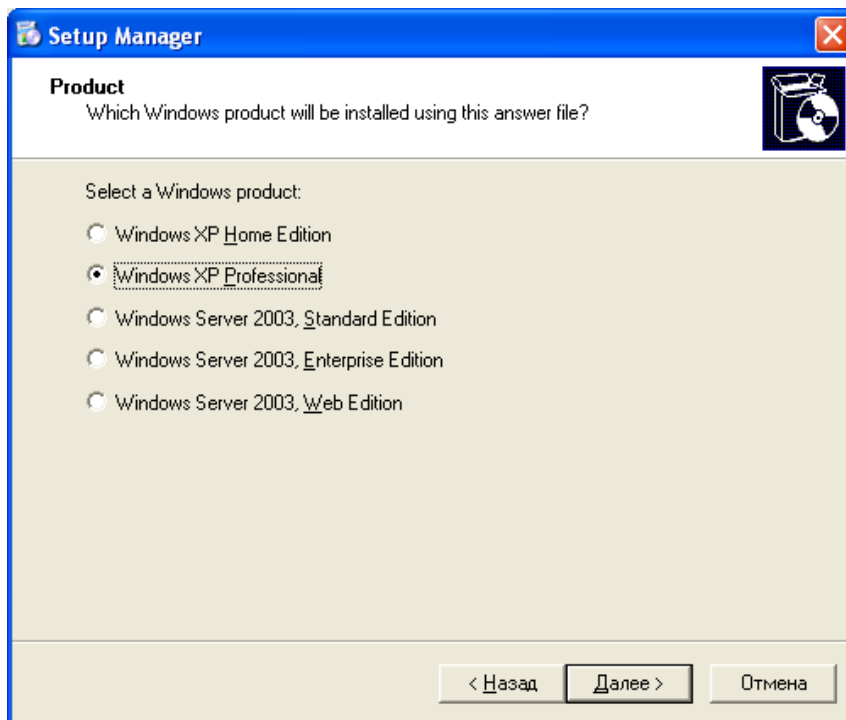 Setup Manager
Product
Which Windows product will be installed using this answer file?
Select a Windows product:
Windows XP Home Edition
Windows XP Professional
Windows Server 2003, Standard Edition
Windows Server 2003, Enterprise Edition
Windows Server 2003, Web Edition
< Назад Далее > Отмена